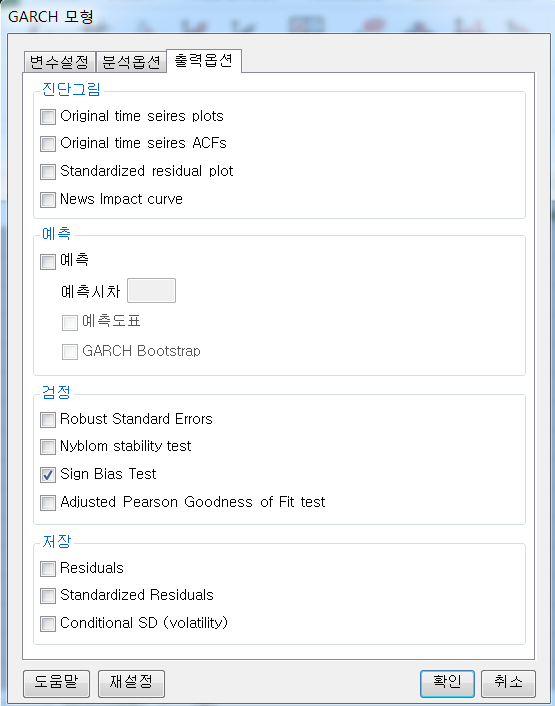 GARCH 모형
변수설정 분석옵션 출력옵션
진단그림
Original time seires plots
Original time seires ACFs
Standardized residual plot
News Impact curve
예측
예측
예측시차
예측도표
GARCH Bootstrap
검정
Robust Standard Errors
Nyblom stability test
Sign Bias Test
Adjusted Pearson Goodness of Fit test
저장
Residuals
Standardized Residuals
Conditional SD (volatility)
도움말 재설정 확인 취소